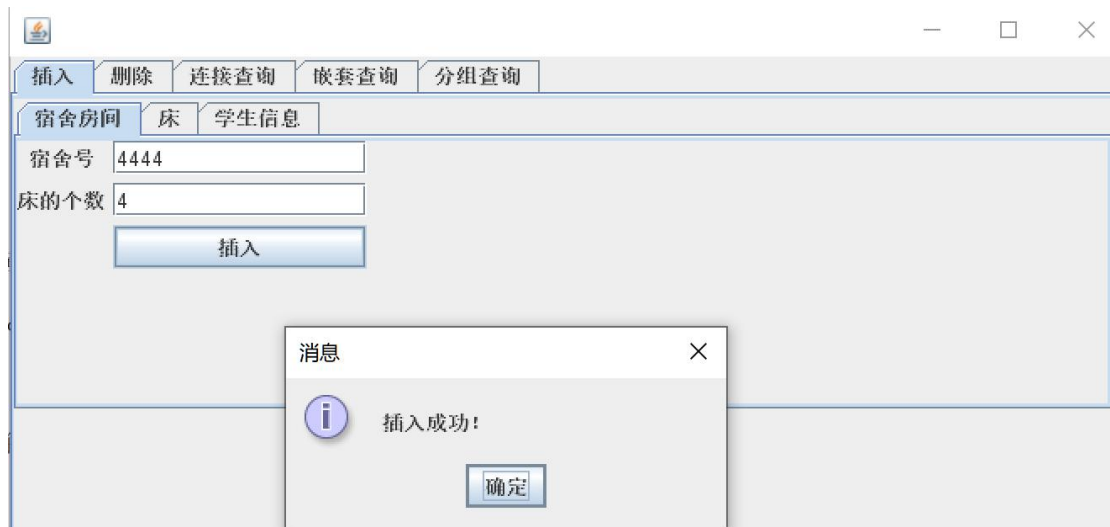 插入 删除 连接查询 嵌套查询 分组查询
宿舍房间 床 学生信息
宿舍号 4444
床的个数 4
插入
消息
插入成功!
确定